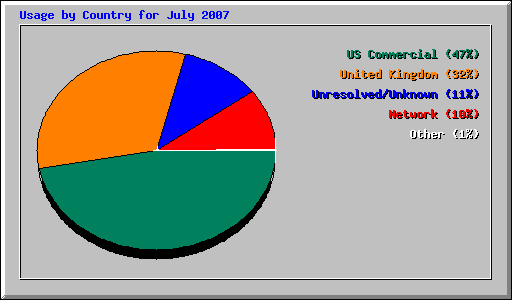 Usage by Country for July 2007
US Commercial (47%)
United Kingdom (32%)
Unresolved/Unknown (11%)
Network (10%)
Other (1%)